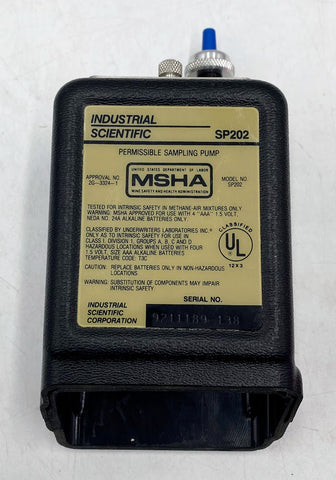 INDUSTRIAL
SCIENTIFIC SP202
PERMISSIBLE SAMPLING PUMP
UNITED STATES DEPARTMENT OF LABOR
APPROVAL NO. MSHA MODEL NO.
2G-3324-1 SP202
MINE SAFETY AND HEALTH ADMINISTRATION
TESTED FOR INTRINSIC SAFETY IN METHANE-AIR MIXTURES ONLY
WARNING: MSHA APPROVED FOR USE WITH 4 "AAA" 1.5 VOLT,
NEDA NO. 24A ALKALINE BATTERIES ONLY.
CLASSIFIED BY UNDERWRITERS LABORATORIES INC.®
ONLY AS TO INTRINSIC SAFETY FOR USE IN
CLASS 1. DIVISION 1, GROUPS A, B, C AND D
HAZARDOUS LOCATIONS WHEN USED WITH FOUR
1.5 VOLT, SIZE AAA ALKALINE BATTERIES
TEMPERATURE CODE: T3C
CLASSIFIED
UL
12X3
CAUTION: REPLACE BATTERIES ONLY IN NON-HAZARDOUS
LOCATIONS
WARNING: SUBSTITUTION OF COMPONENTS MAY IMPAIR
INTRINSIC SAFETY
INDUSTRIAL SERIAL NO.
SCIENTIFIC
CORPORATION 9211189-138